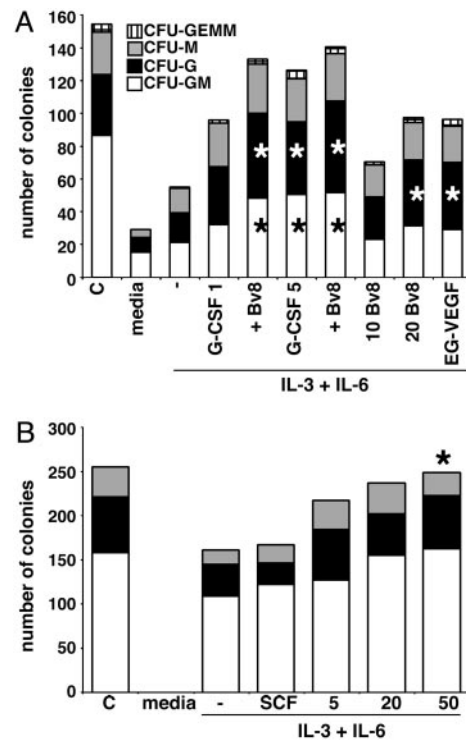 A
160
140
120
100
80
60
40
20
0
number of colonies
CFU-GEMM
CFU-M
CFU-G
CFU-GM
* * * * *
* * *
C
media
-
G-CSF 1
+ Bv8
G-CSF 5
+ Bv8
10 Bv8
20 Bv8
EG-VEGF
IL-3 + IL-6
B
300
250
200
150
100
50
0
number of colonies
*
C media - SCF 5 20 50
IL-3 + IL-6